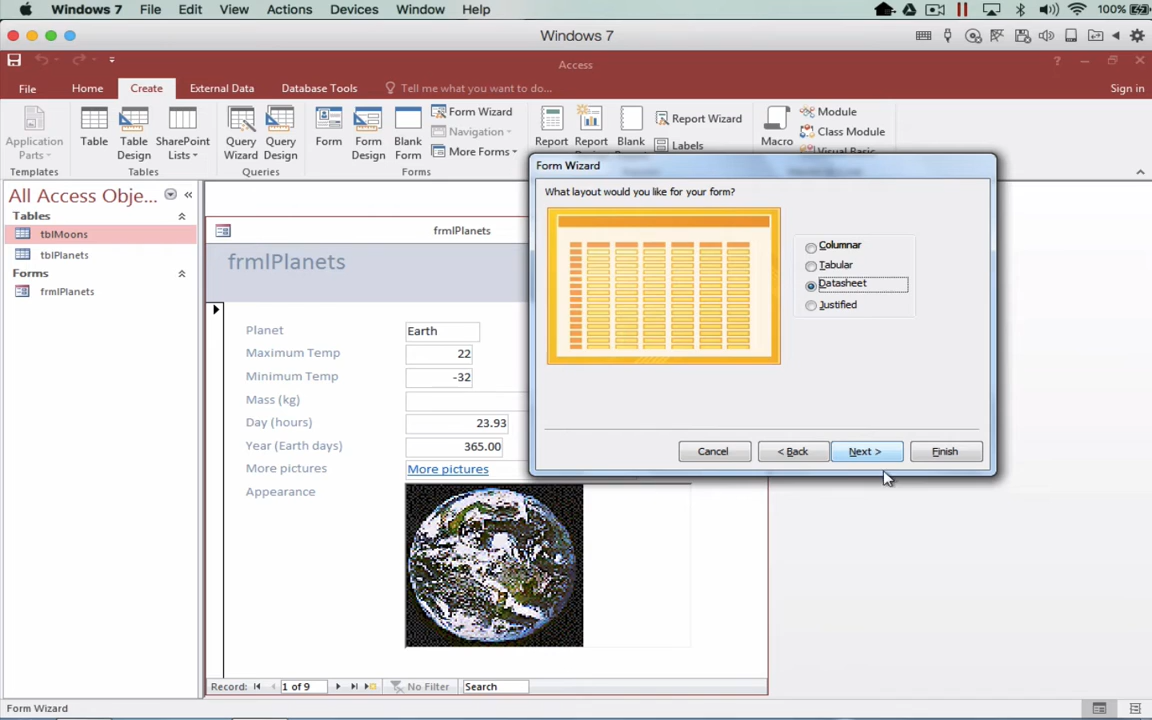 Windows 7 File Edit View Actions Devices Window Help 100%
Windows 7
Access
File Home Create External Data Database Tools Tell me what you want to do... Sign in
Application Parts Table Table Design SharePoint Lists Query Wizard Query Design Form Form Design Blank Form Form Wizard Navigation More Forms Report Report Blank Report Wizard Labels Macro Module Class Module Visual Basic
Templates Tables Queries Forms
Form Wizard
What layout would you like for your form?
Columnar
Tabular
Datasheet
Justified
Cancel < Back Next > Finish
All Access Obje... «
Tables
tblMoons
tblPlanets
Forms
frmlPlanets
frmlPlanets
frmlPlanets
Planet Earth
Maximum Temp 22
Minimum Temp -32
Mass (kg)
Day (hours) 23.93
Year (Earth days) 365.00
More pictures More pictures
Appearance
Record: 1 of 9 No Filter Search
Form Wizard